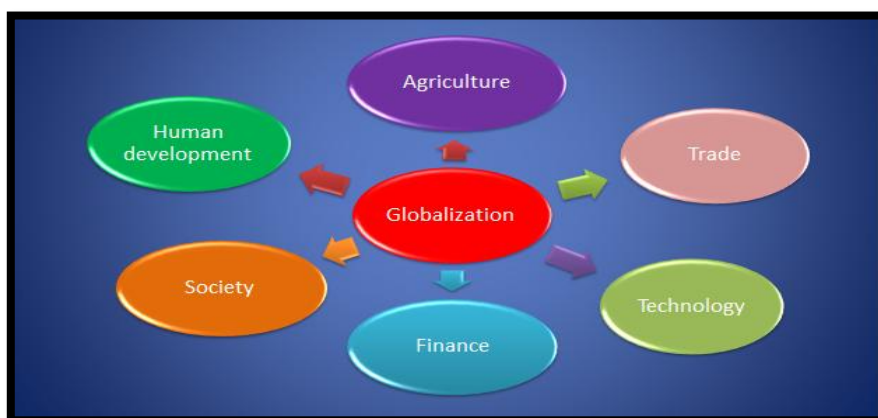 Agriculture
Human
development
Trade
Globalization
Society
Technology
Finance